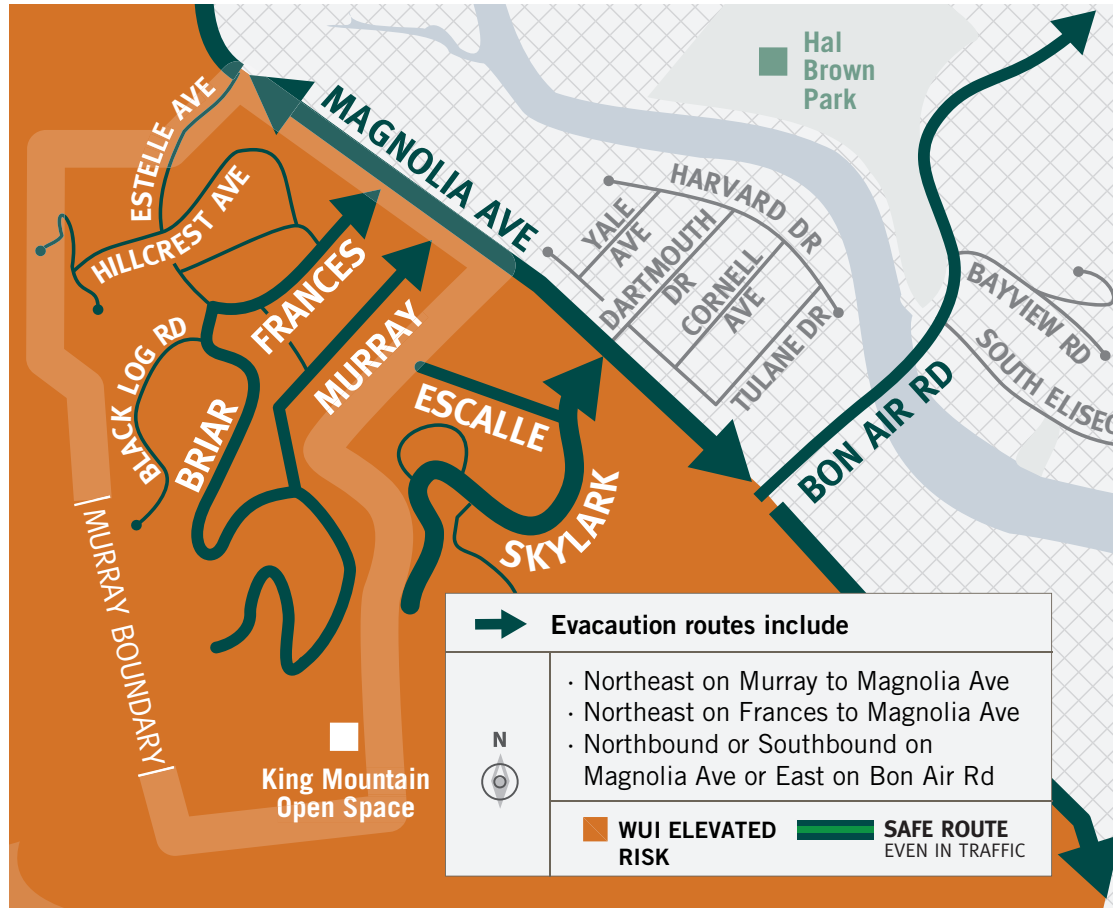 Hal
Brown
Park
MAGNOLIA AVE
ESTELLE AVE
HILLCREST AVE
HARVARD DR
YALE
AVE
DARTMOUTH
DR
CORNELL
AVE
TULANE DR
BAYVIEW RD
SOUTH ELISEO
BON AIR RD
FRANCES
MURRAY
BLACK LOG RD
BRIAR
ESCALLE
SKYLARK
|MURRAY BOUNDARY|
King Mountain
Open Space
Evacaution routes include
N
· Northeast on Murray to Magnolia Ave
· Northeast on Frances to Magnolia Ave
· Northbound or Southbound on
Magnolia Ave or East on Bon Air Rd
WUI ELEVATED
RISK
SAFE ROUTE
EVEN IN TRAFFIC